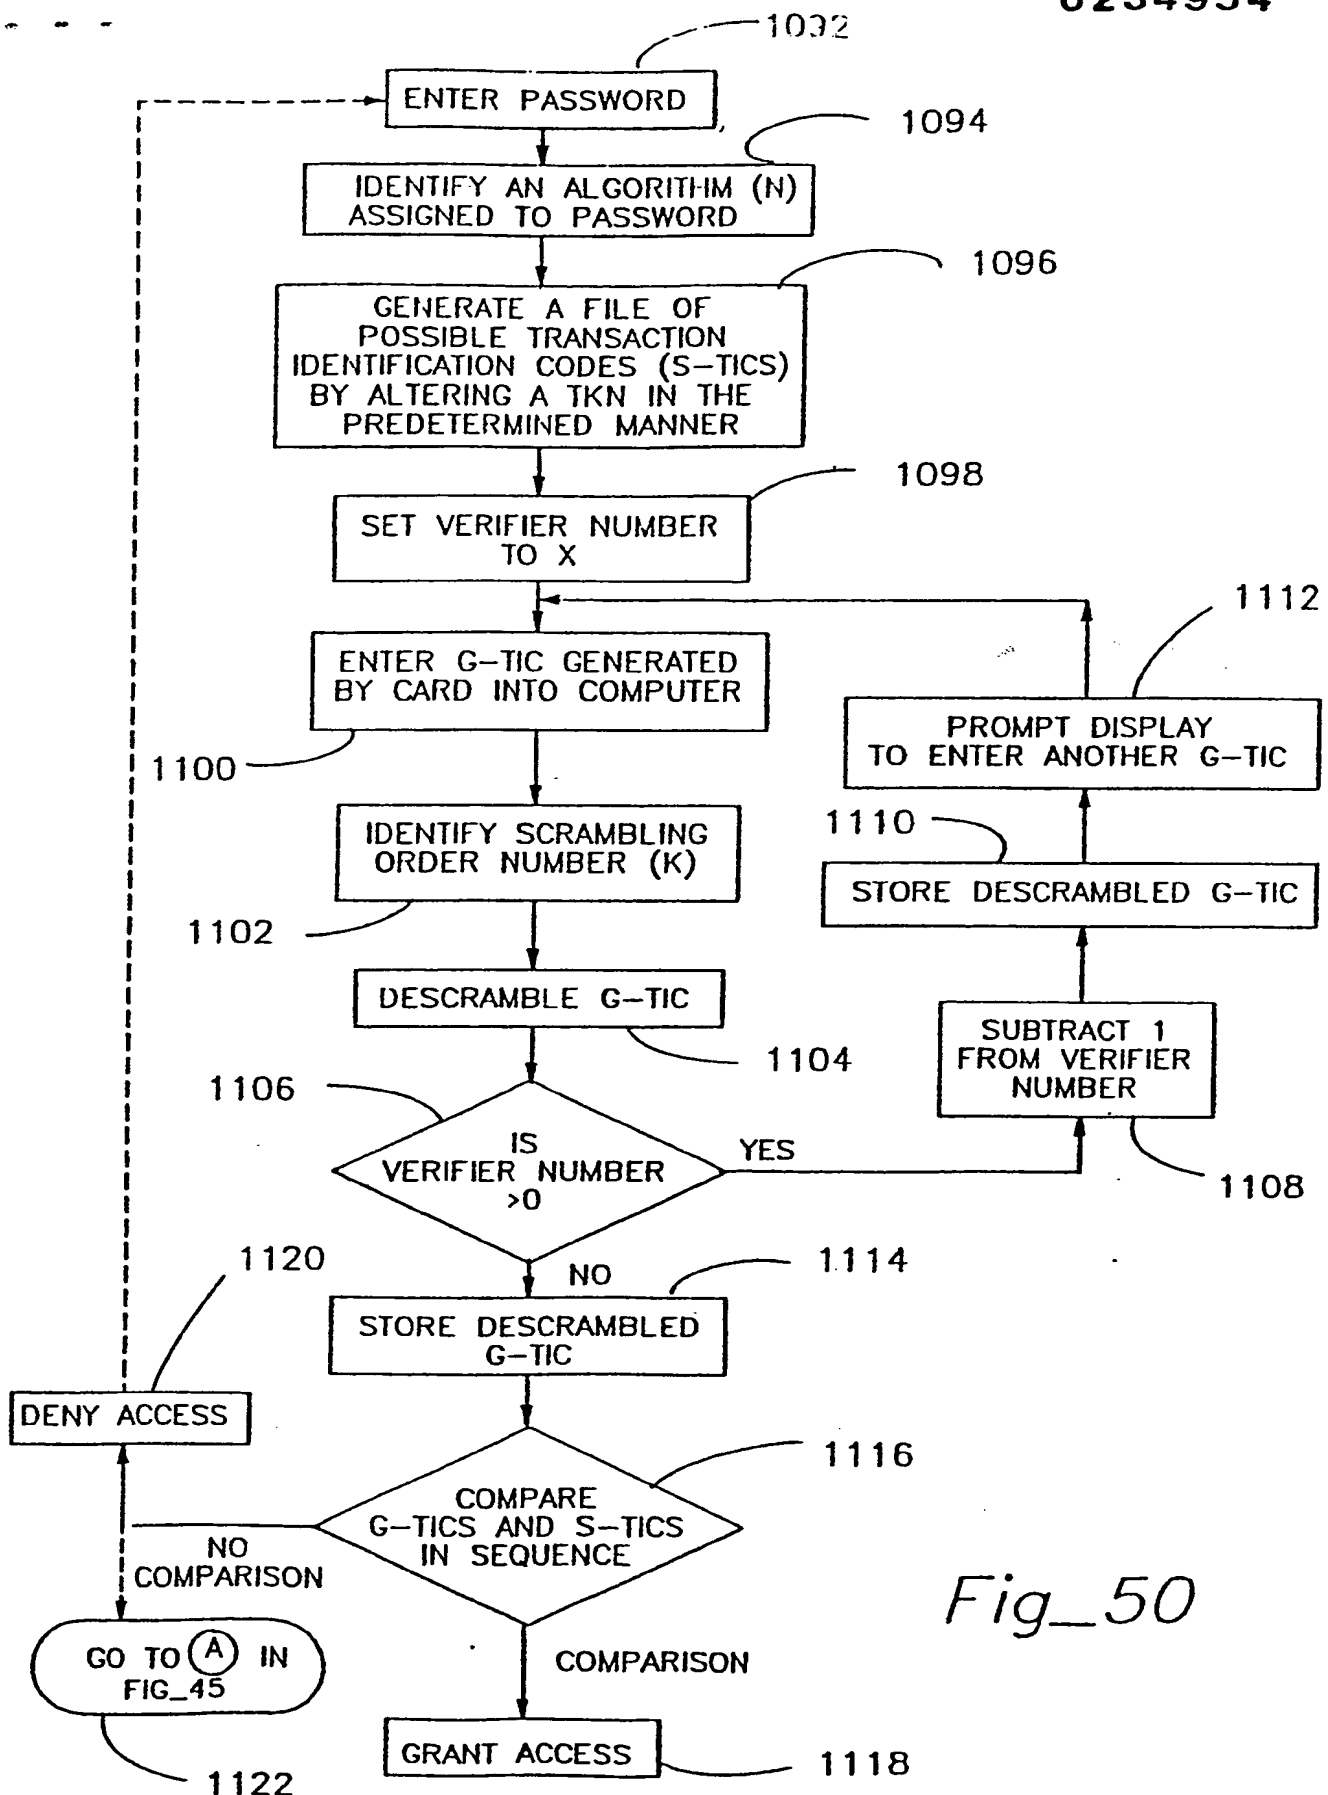 1092
ENTER PASSWORD
1094
IDENTIFY AN ALGORITHM (N)
ASSIGNED TO PASSWORD
1096
GENERATE A FILE OF
POSSIBLE TRANSACTION
IDENTIFICATION CODES (S-TICS)
BY ALTERING A TKN IN THE
PREDETERMINED MANNER
1098
SET VERIFIER NUMBER
TO X
1112
ENTER G-TIC GENERATED
BY CARD INTO COMPUTER
1100
PROMPT DISPLAY
TO ENTER ANOTHER G-TIC
1110
IDENTIFY SCRAMBLING
ORDER NUMBER (K)
1102
STORE DESCRAMBLED G-TIC
DESCRAMBLE G-TIC
1104
SUBTRACT 1
FROM VERIFIER
NUMBER
1108
1106
IS
VERIFIER NUMBER
>0
YES
NO
1114
STORE DESCRAMBLED
G-TIC
1120
DENY ACCESS
1116
COMPARE
G-TICS AND S-TICS
IN SEQUENCE
NO
COMPARISON
GO TO A IN
FIG_45
1122
COMPARISON
GRANT ACCESS
1118
Fig_50